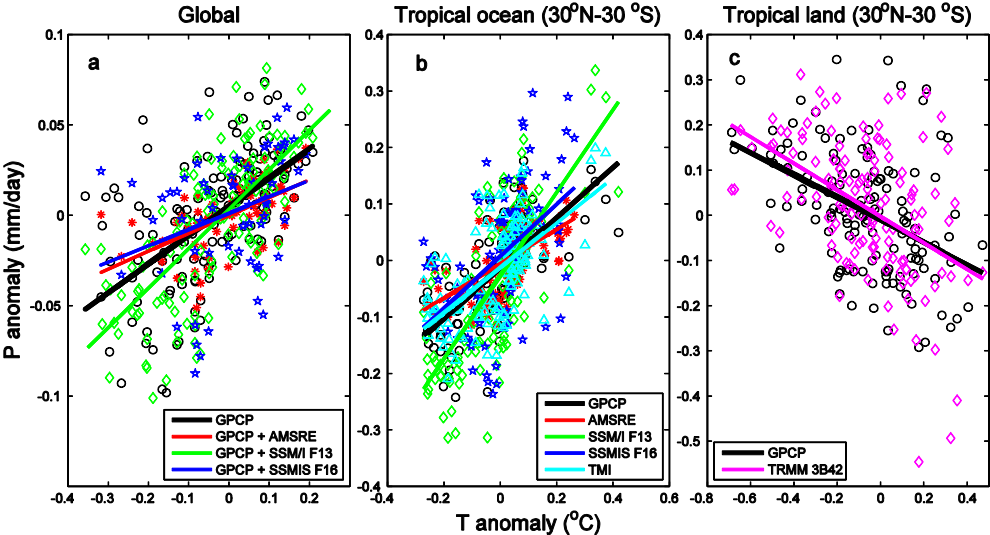 Global
Tropical ocean (30°N-30 °S)
Tropical land (30°N-30 °S)
P anomaly (mm/day)
0.1
0.05
0
-0.05
-0.1
a
GPCP
GPCP + AMSRE
GPCP + SSM/I F13
GPCP + SSMIS F16
-0.4 -0.3 -0.2 -0.1 0 0.1 0.2
0.4
0.3
0.2
0.1
0
-0.1
-0.2
-0.3
-0.4
b
GPCP
AMSRE
SSM/I F13
SSMIS F16
TMI
-0.4 -0.2 0 0.2 0.4 0.6
T anomaly (°C)
0.4
0.3
0.2
0.1
0
-0.1
-0.2
-0.3
-0.4
-0.5
c
GPCP
TRMM 3B42
-0.8 -0.6 -0.4 -0.2 0 0.2 0.4